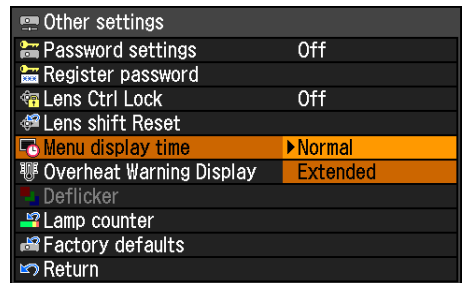 Other settings
Password settings Off
Register password
Lens Ctrl Lock Off
Lens shift Reset
Menu display time ▶Normal
Overheat Warning Display Extended
Deflicker
Lamp counter
Factory defaults
Return